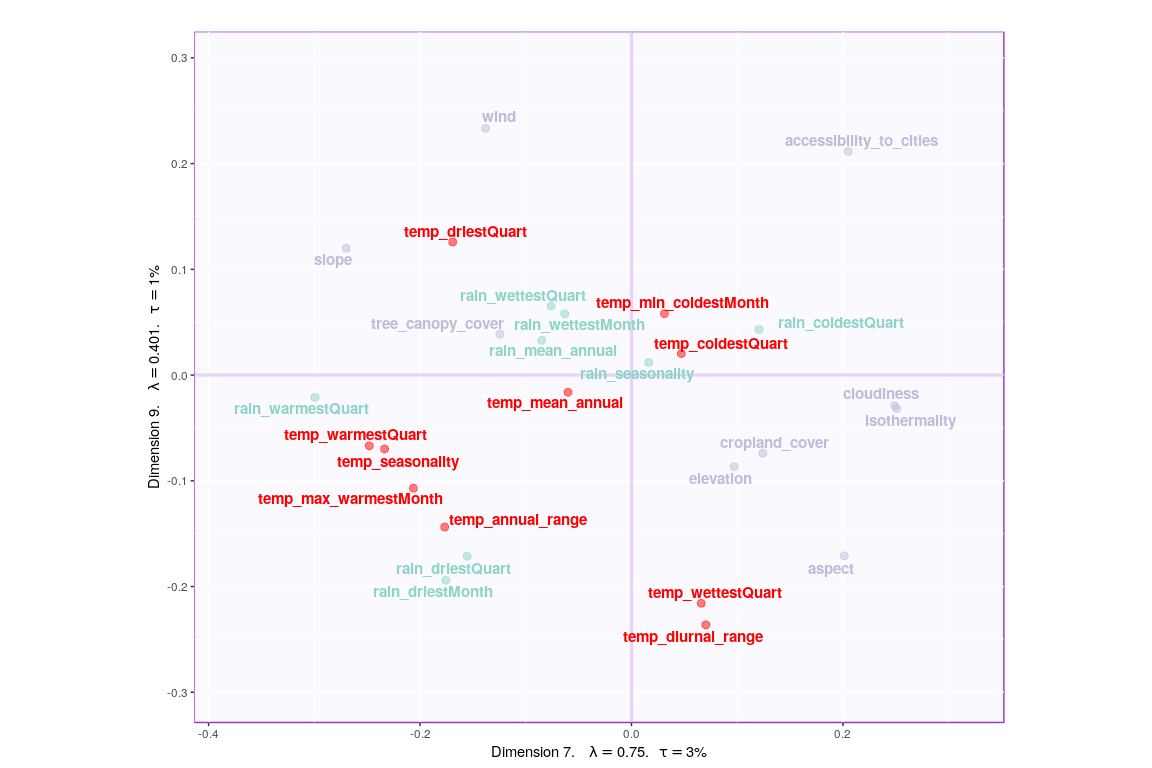 0.3
wind
accessibility_to_cities
0.2
temp_driestQuart
slope
0.1
rain_wettestQuart
temp_min_coldestMonth
tree_canopy_cover
rain_wettestMonth
rain_coldestQuart
rain_mean_annual
temp_coldestQuart
rain_seasonality
0.0
cloudiness
temp_mean_annual
rain_warmestQuart
isothermality
temp_warmestQuart
cropland_cover
temp_seasonality
elevation
-0.1
temp_max_warmestMonth
temp_annual_range
rain_driestQuart
aspect
-0.2
rain_driestMonth
temp_wettestQuart
temp_diurnal_range
-0.3
-0.4 -0.2 0.0 0.2
Dimension 7. λ = 0.75. τ = 3%
Dimension 9. λ = 0.401. τ = 1%